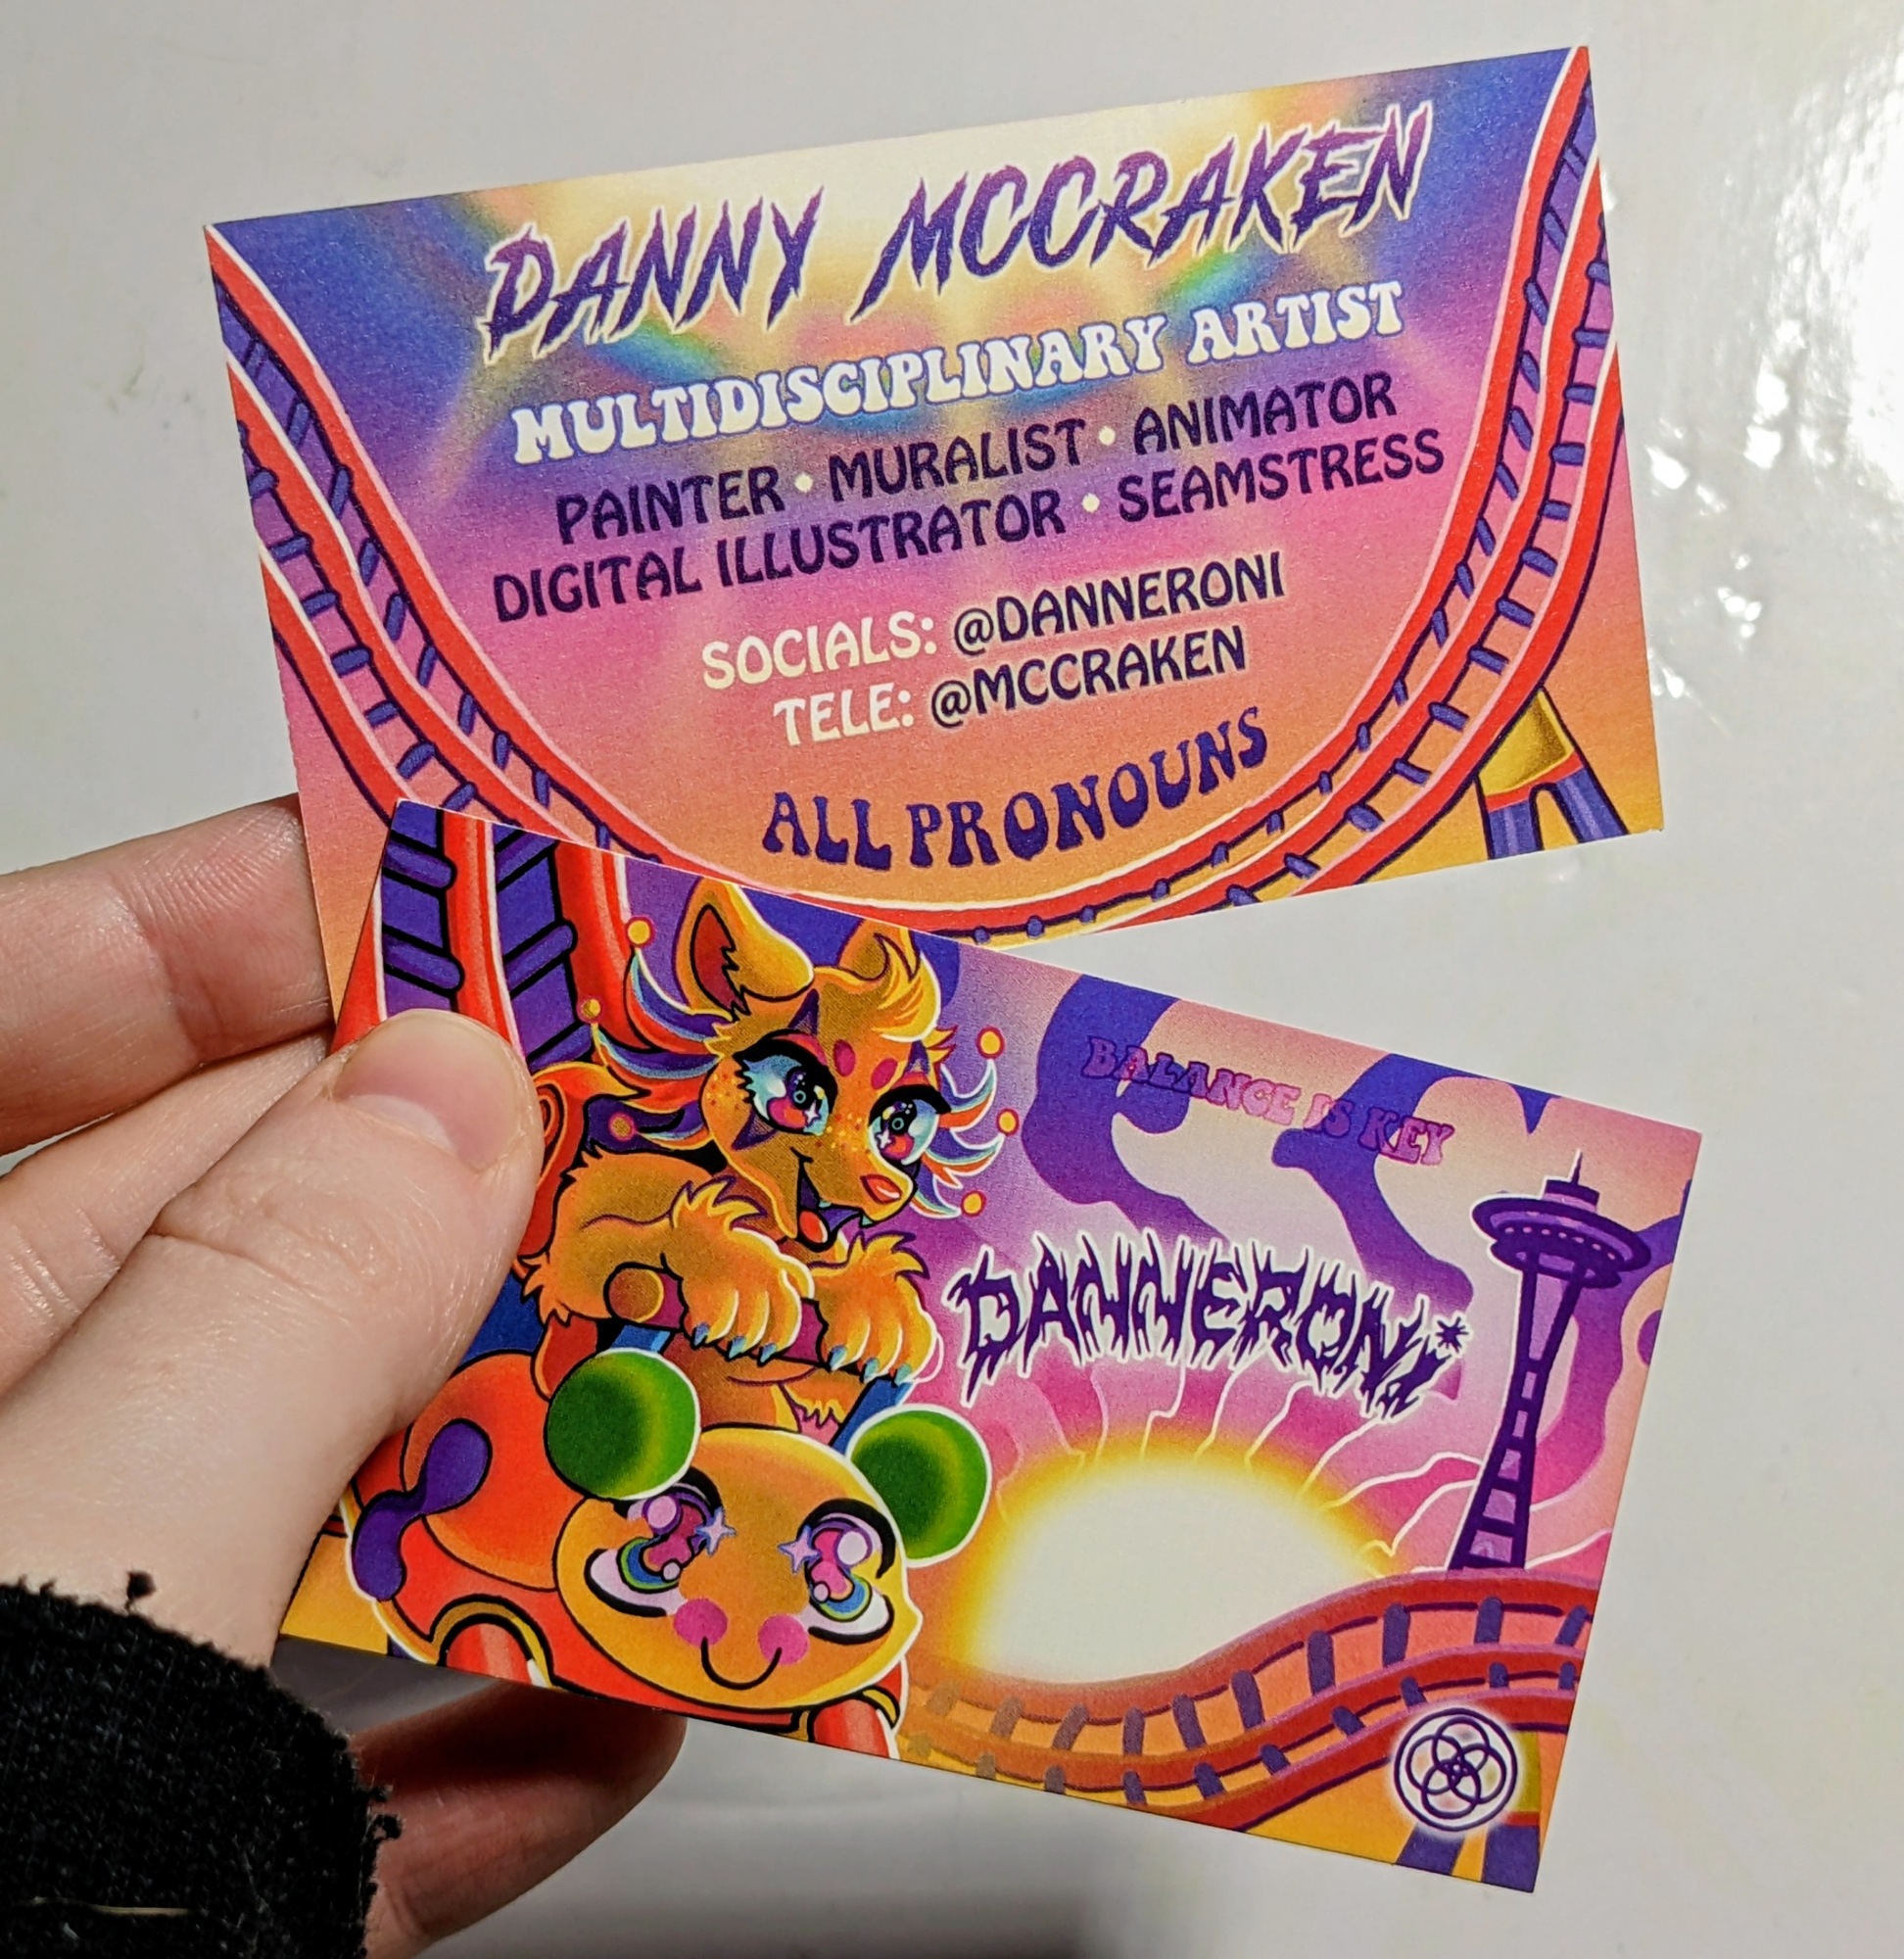 DANNY MCCRAKEN
MULTIDISCIPLINARY ARTIST
PAINTER • MURALIST • ANIMATOR
DIGITAL ILLUSTRATOR • SEAMSTRESS
SOCIALS: @DANNERONI
TELE: @MCCRAKEN
ALL PRONOUNS
BALANCE IS KEY
DANNERONi